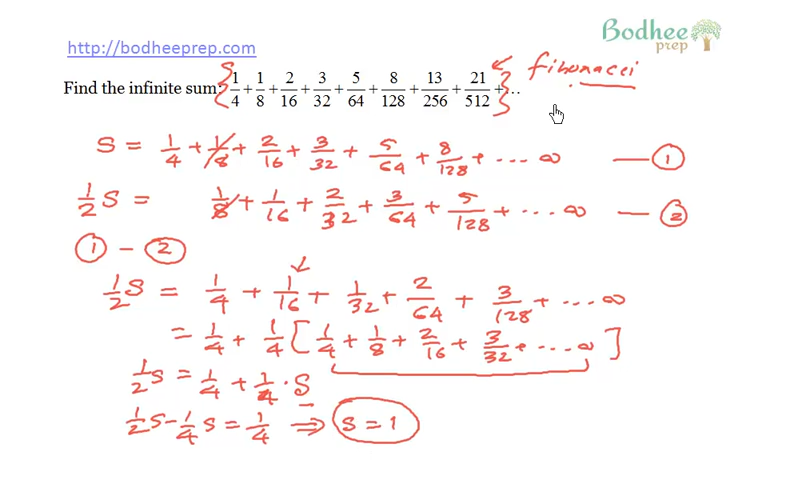 Bodhee
prep
http://bodheeprep.com
Find the infinite sum: 1/4 + 1/8 + 2/16 + 3/32 + 5/64 + 8/128 + 13/256 + 21/512 + ... fibonacci
S = 1/4 + 1/8 + 2/16 + 3/32 + 5/64 + 8/128 + .... ∞ — ①
1/2 S = 1/8 + 1/16 + 2/32 + 3/64 + 5/128 + .... ∞ — ②
① - ②
1/2 S = 1/4 + 1/16 + 1/32 + 2/64 + 3/128 + .... ∞
= 1/4 + 1/4 [ 1/4 + 1/8 + 2/16 + 3/32 + .... ∞ ]
1/2 S = 1/4 + 1/4 · S
1/2 S - 1/4 S = 1/4 ⇒ S = 1